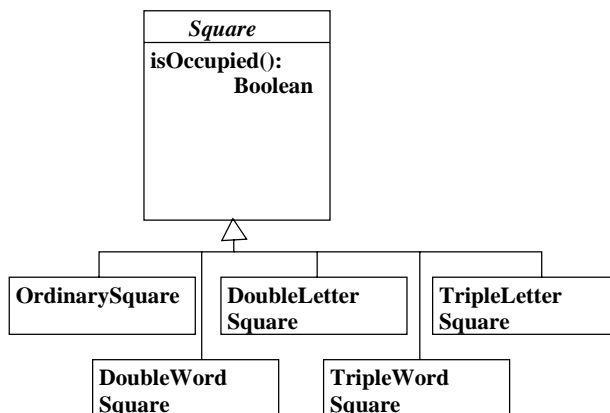 Square
isOccupied():
Boolean
OrdinarySquare
DoubleLetter
Square
TripleLetter
Square
DoubleWord
Square
TripleWord
Square